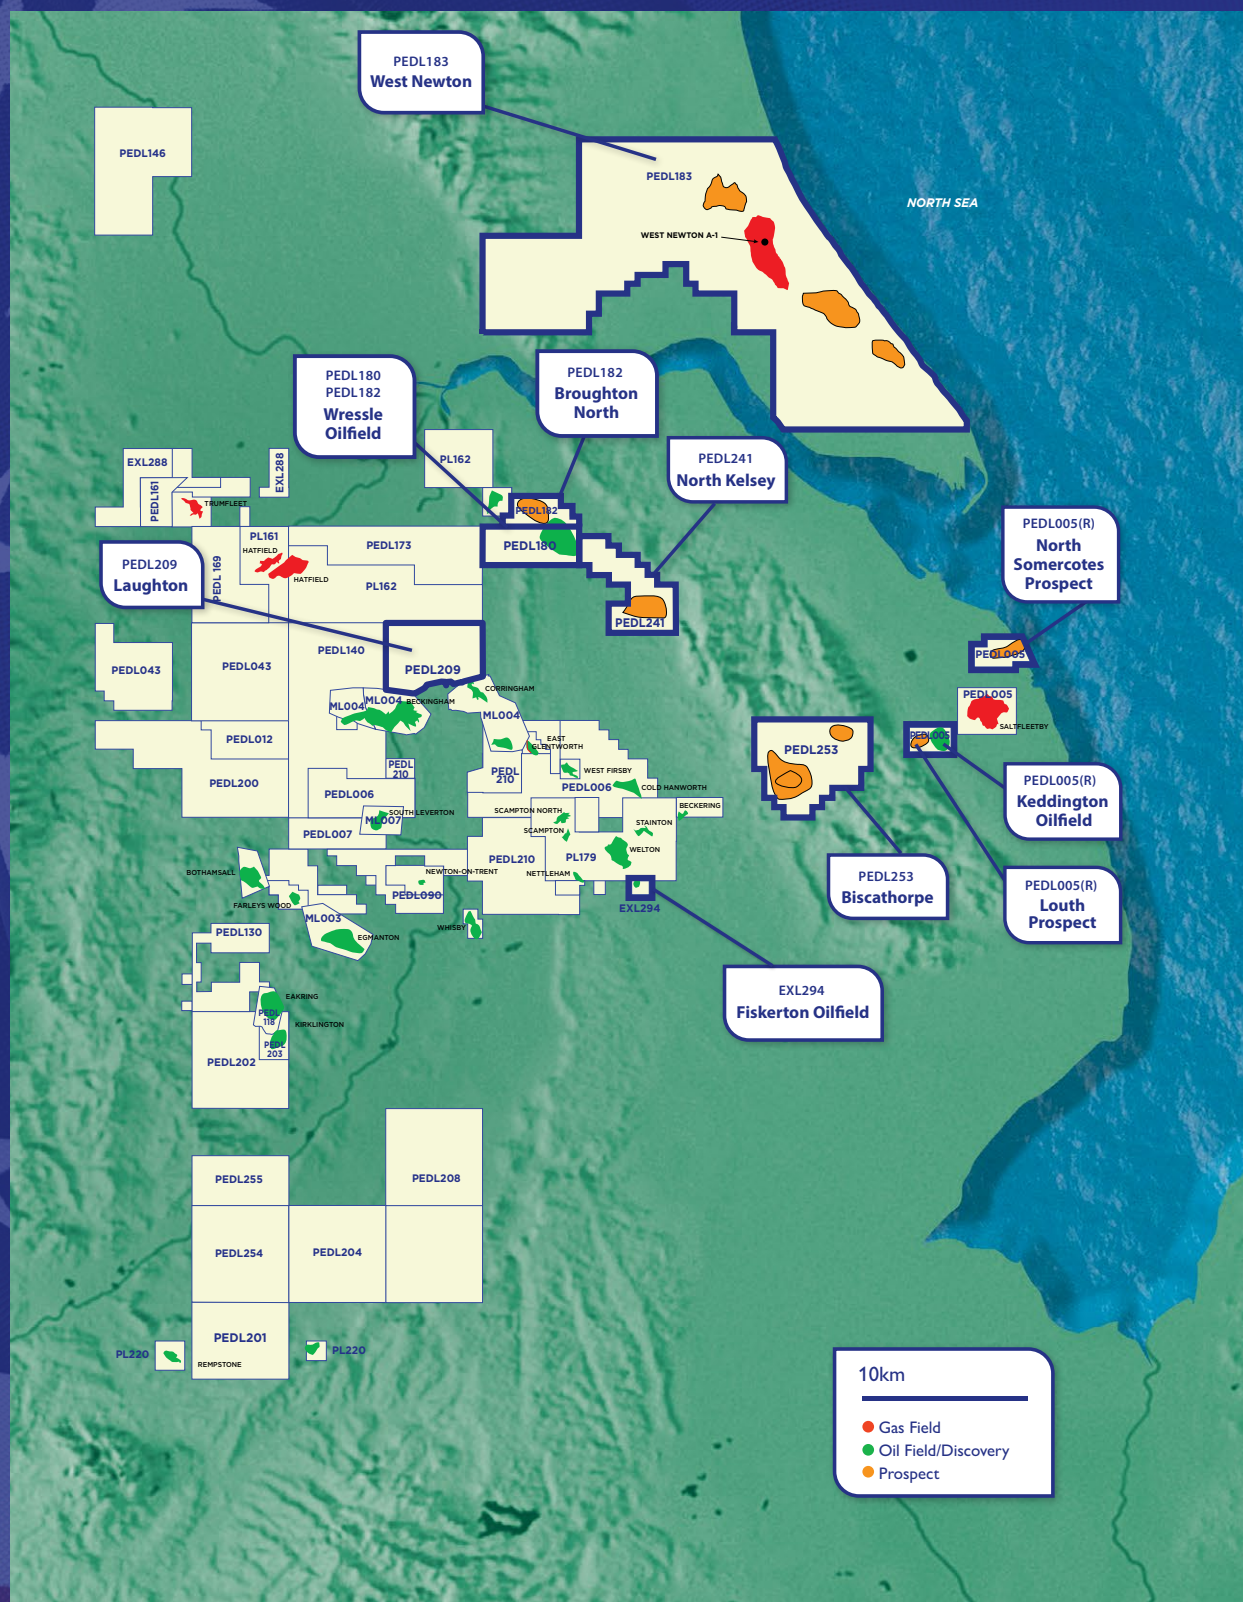 PEDL183
West Newton
PEDL146
PEDL183
NORTH SEA
WEST NEWTON A-1
PEDL180
PEDL182
Wressle
Oilfield
PEDL182
Broughton
North
PEDL241
North Kelsey
PL162
EXL288
EXL288
PEDL161
TRUMFLEET
PEDL182
PEDL180
PL161
HATFIELD
HATFIELD
PEDL 169
PEDL173
PL162
PEDL209
Laughton
PEDL005(R)
North
Somercotes
Prospect
PEDL241
PEDL043
PEDL043
PEDL140
PEDL209
PEDL005
PEDL005
SALTFLEETBY
CORRINGHAM
ML004
ML004
BECKINGHAM
ML004
PEDL012
EAST
GLENTWORTH
PEDL253
PEDL005
PEDL
210
PEDL
210
WEST FIRSBY
PEDL200
PEDL006
PEDL006
COLD HANWORTH
PEDL005(R)
Keddington
Oilfield
SOUTH LEVERTON
ML007
SCAMPTON NORTH
BECKERING
PEDL007
SCAMPTON
STAINTON
PEDL210
PL179
WELTON
BOTHAMSALL
NEWTON-ON-TRENT
NETTLEHAM
PEDL253
Biscathorpe
PEDL005(R)
Louth
Prospect
FARLEYS WOOD
PEDL090
EXL294
ML003
WHISBY
PEDL130
EGMANTON
EXL294
Fiskerton Oilfield
EAKRING
PEDL
118
KIRKLINGTON
PEDL
203
PEDL202
PEDL255
PEDL208
PEDL254
PEDL204
PEDL201
PL220
REMPSTONE
PL220
10km
Gas Field
Oil Field/Discovery
Prospect